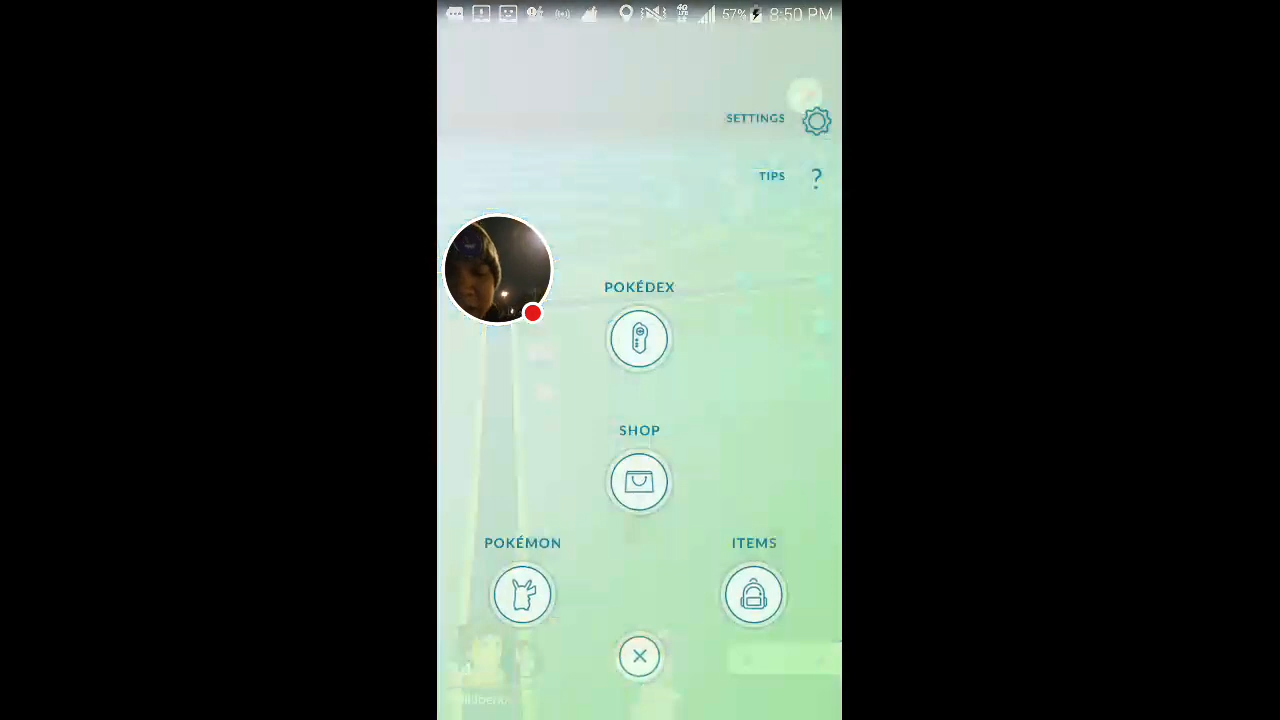 57% 8:50 PM
SETTINGS
TIPS ?
POKÉDEX
SHOP
POKÉMON
ITEMS